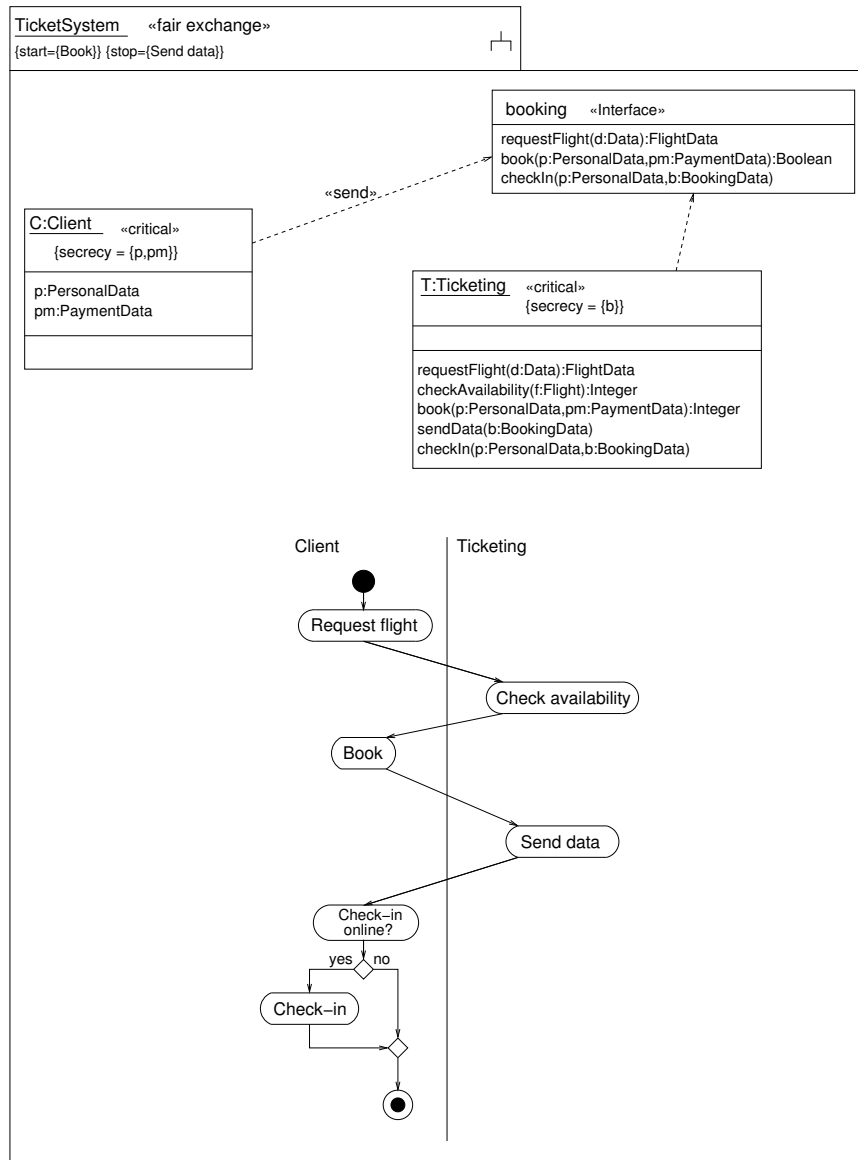 TicketSystem «fair exchange»
{start={Book}} {stop={Send data}}
booking «Interface»
requestFlight(d:Data):FlightData
book(p:PersonalData,pm:PaymentData):Boolean
checkIn(p:PersonalData,b:BookingData)
«send»
C:Client «critical»
{secrecy = {p,pm}}
p:PersonalData
pm:PaymentData
T:Ticketing «critical»
{secrecy = {b}}
requestFlight(d:Data):FlightData
checkAvailability(f:Flight):Integer
book(p:PersonalData,pm:PaymentData):Integer
sendData(b:BookingData)
checkIn(p:PersonalData,b:BookingData)
Client Ticketing
Request flight
Check availability
Book
Send data
Check−in
online?
yes no
Check−in